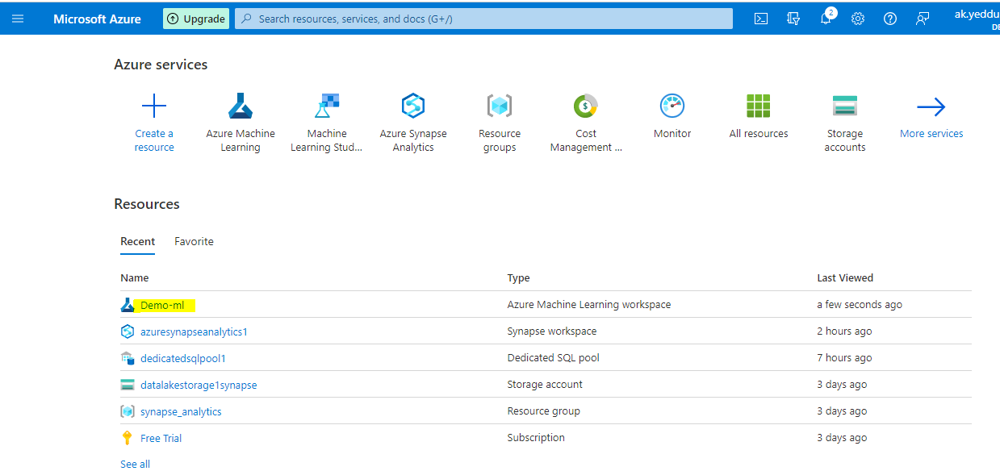 Microsoft Azure
Upgrade
Search resources, services, and docs (G+/)
2
ak.yeddu
DE
Azure services
Create a
resource
Azure Machine
Learning
Machine
Learning Stud...
Azure Synapse
Analytics
Resource
groups
Cost
Management ...
Monitor
All resources
Storage
accounts
More services
Resources
Recent Favorite
Name Type Last Viewed
Demo-ml Azure Machine Learning workspace a few seconds ago
azuresynapseanalytics1 Synapse workspace 2 hours ago
dedicatedsqlpool1 Dedicated SQL pool 7 hours ago
datalakestorage1synapse Storage account 3 days ago
synapse_analytics Resource group 3 days ago
Free Trial Subscription 3 days ago
See all